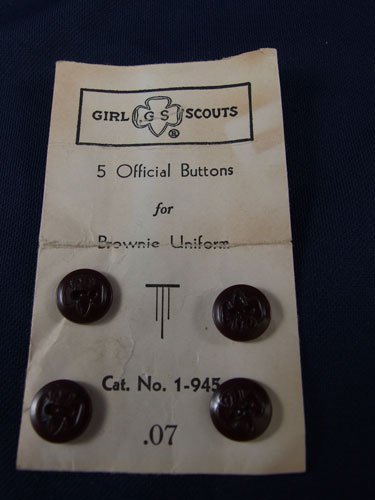 GIRL GS SCOUTS ®
5 Official Buttons
for
Brownie Uniform
Cat. No. 1-945
.07